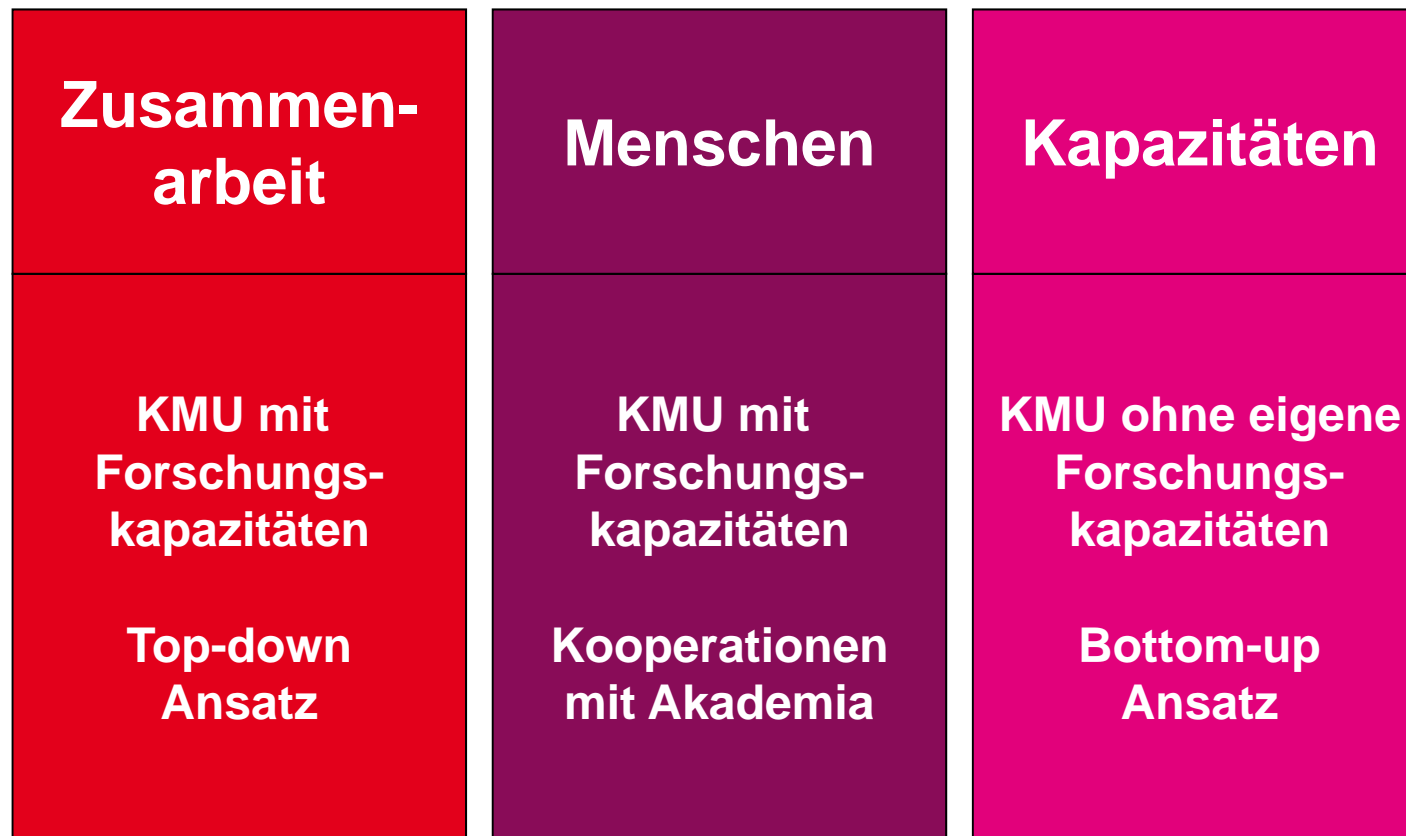 Zusammen-
arbeit
Menschen
Kapazitäten
KMU mit
Forschungs-
kapazitäten
Top-down
Ansatz
KMU mit
Forschungs-
kapazitäten
Kooperationen
mit Akademia
KMU ohne eigene
Forschungs-
kapazitäten
Bottom-up
Ansatz